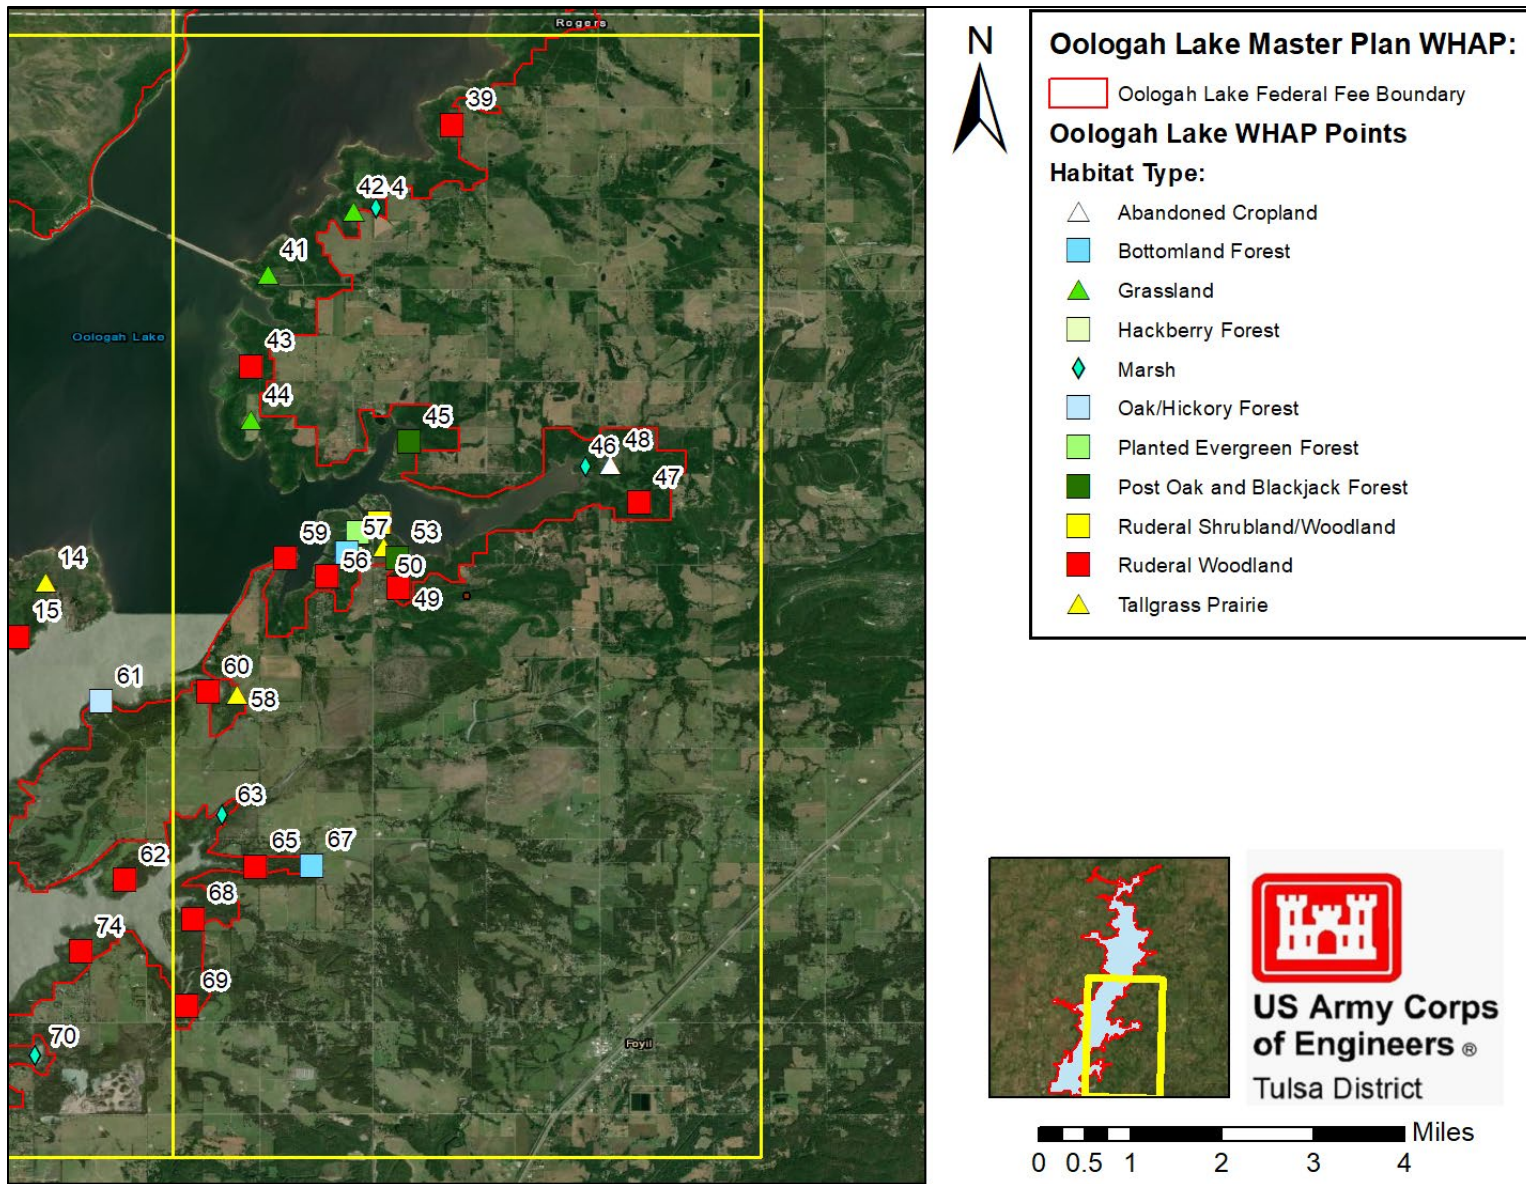 Rogers
39
42 4
41
Oologah Lake
43
44
45
46 48
47
59 57 53
56 50
49
14
15
61
60
58
63
62
65 67
68
74
69
70
Foyil
N
Oologah Lake Master Plan WHAP:
Oologah Lake Federal Fee Boundary
Oologah Lake WHAP Points
Habitat Type:
Abandoned Cropland
Bottomland Forest
Grassland
Hackberry Forest
Marsh
Oak/Hickory Forest
Planted Evergreen Forest
Post Oak and Blackjack Forest
Ruderal Shrubland/Woodland
Ruderal Woodland
Tallgrass Prairie
US Army Corps
of Engineers ®
Tulsa District
Miles
0 0.5 1 2 3 4